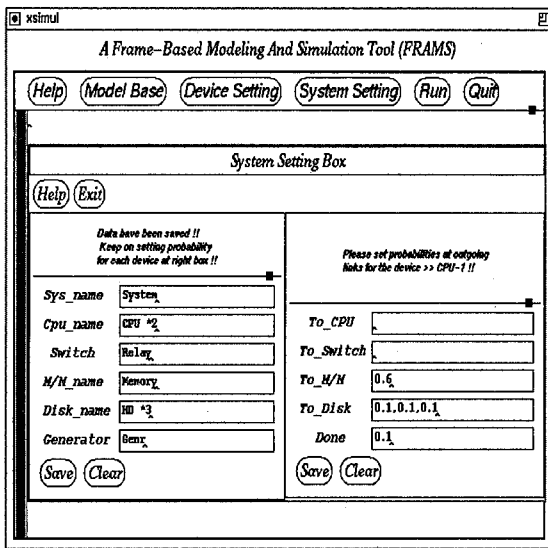 xsimul
A Frame-Based Modeling And Simulation Tool (FRAMS)
Help Model Base Device Setting System Setting Run Quit
System Setting Box
Help Exit
Data have been saved !!
Keep on setting probability
for each device at right box !!
Sys_name System
Cpu_name CPU *2
Switch Relay
M/M_name Memory
Disk_name HD *3
Generator Genr
Save Clear
Please set probabilities at outgoing
links for the device >> CPU-1 !!
To_CPU
To_Switch
To_M/M 0.6
To_Disk 0.1,0.1,0.1
Done 0.1
Save Clear